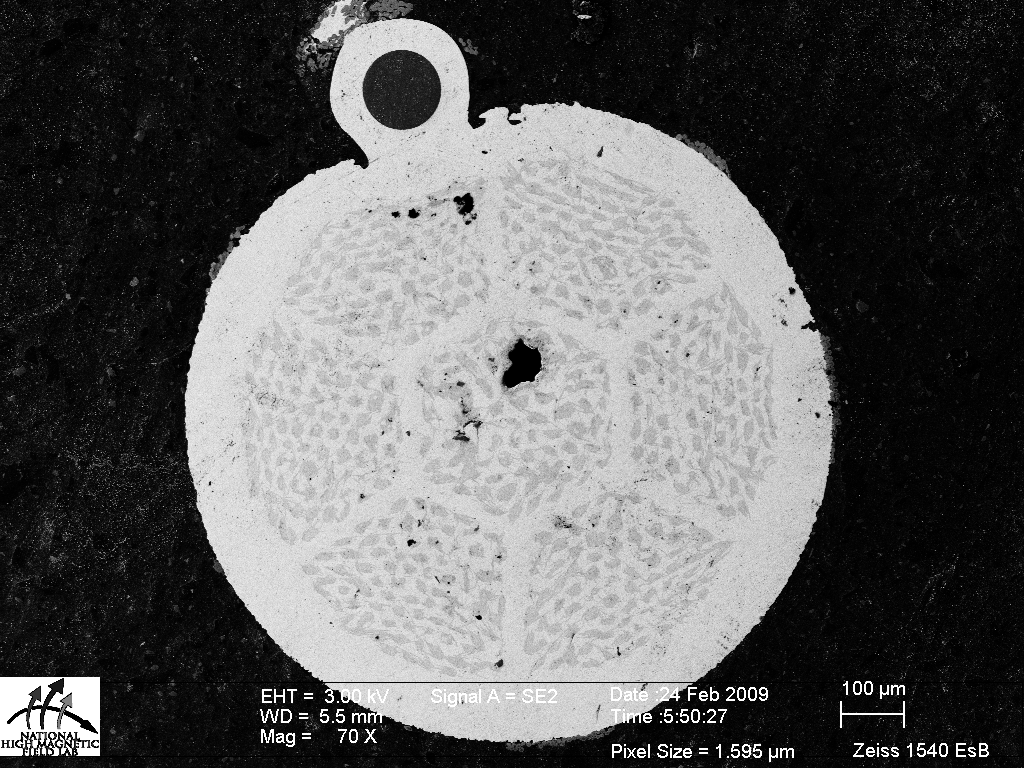 EHT = 3.00 kV
WD = 5.5 mm
Mag = 70 X
Signal A = SE2
Date :24 Feb 2009
Time :5:50:27
Pixel Size = 1.595 µm
100 µm
Zeiss 1540 EsB
NATIONAL
HIGH MAGNETIC
FIELD LAB